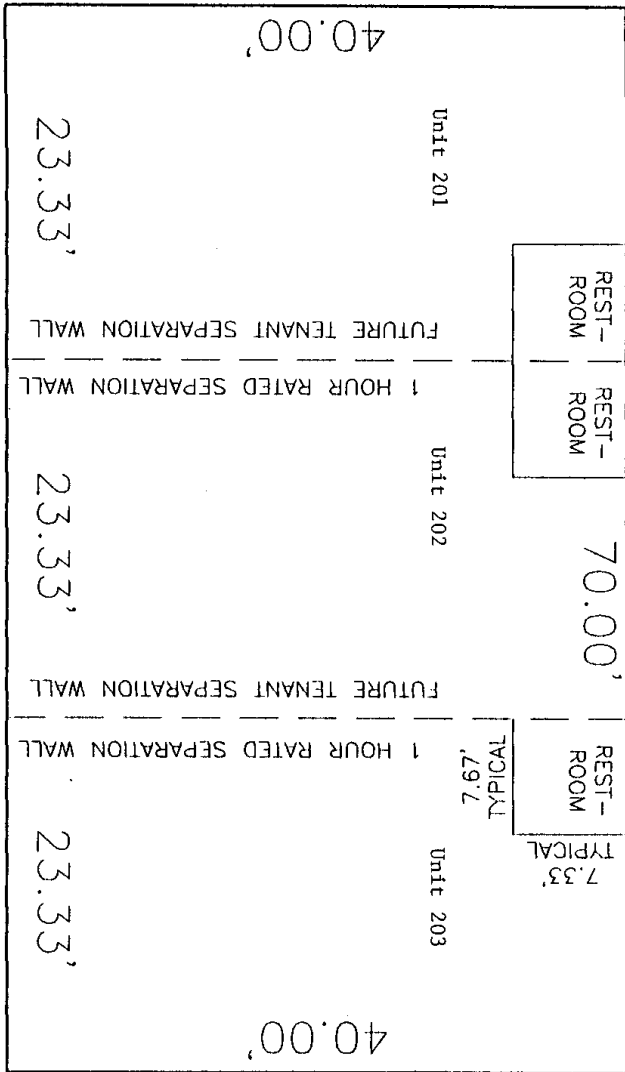 40.00'
23.33'
Unit 201
REST-
ROOM
FUTURE TENANT SEPARATION WALL
1 HOUR RATED SEPARATION WALL
REST-
ROOM
23.33'
Unit 202
70.00'
FUTURE TENANT SEPARATION WALL
1 HOUR RATED SEPARATION WALL
7.67'
TYPICAL
REST-
ROOM
7.33'
TYPICAL
23.33'
Unit 203
40.00'